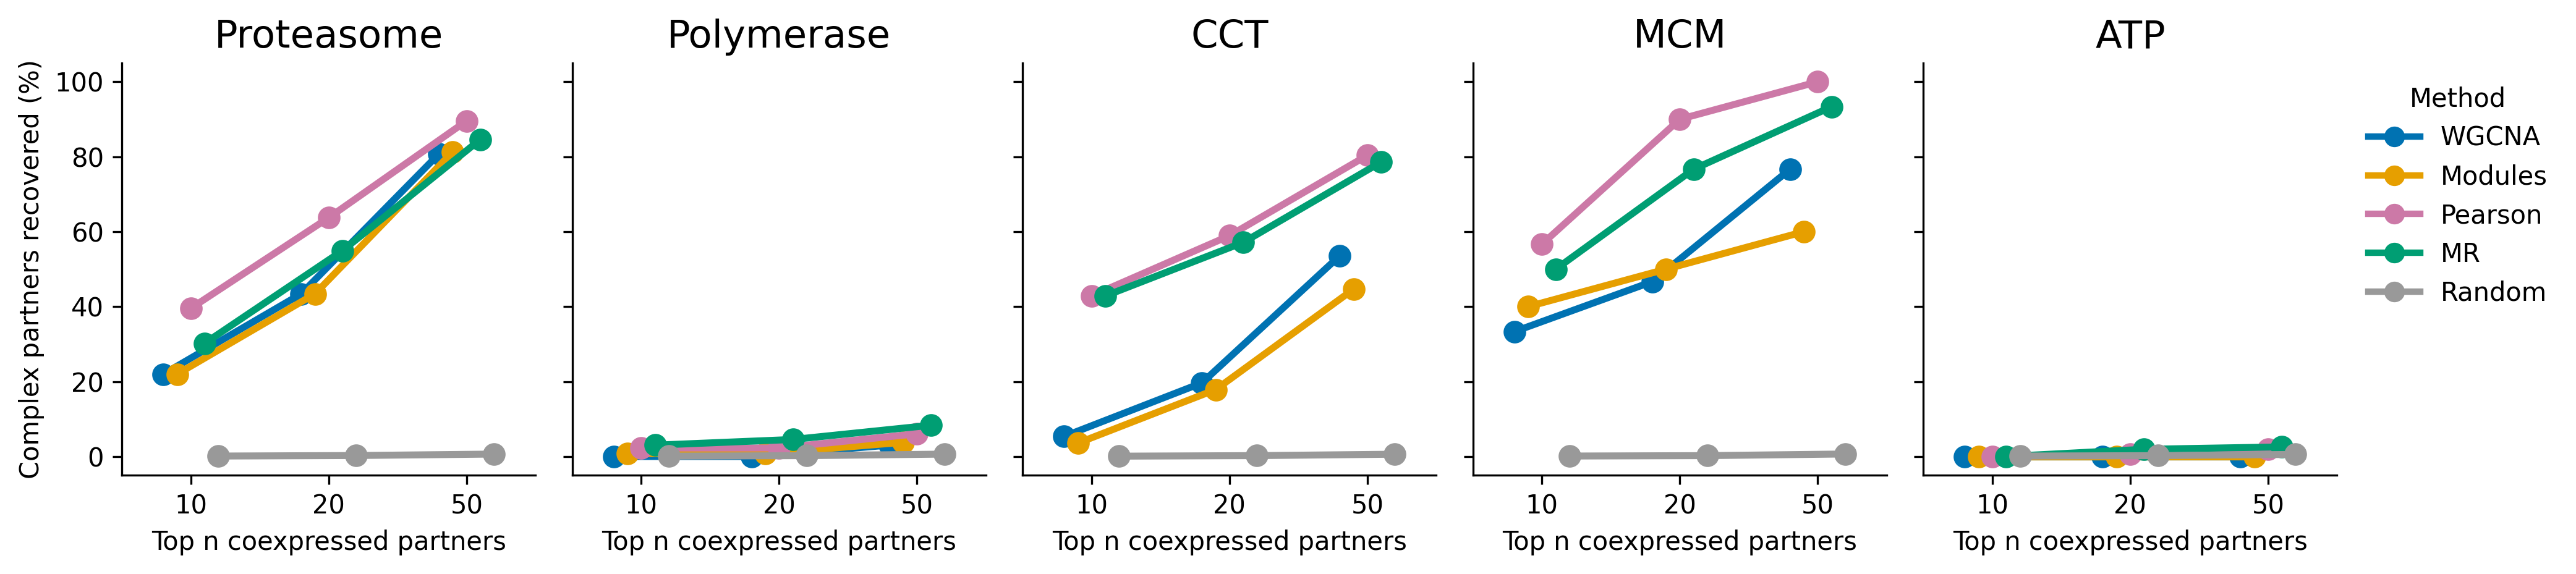 Proteasome
Polymerase
CCT
MCM
ATP
Complex partners recovered (%)
100
80
60
40
20
0
10 20 50
10 20 50
10 20 50
10 20 50
10 20 50
Top n coexpressed partners
Top n coexpressed partners
Top n coexpressed partners
Top n coexpressed partners
Top n coexpressed partners
Method
WGCNA
Modules
Pearson
MR
Random